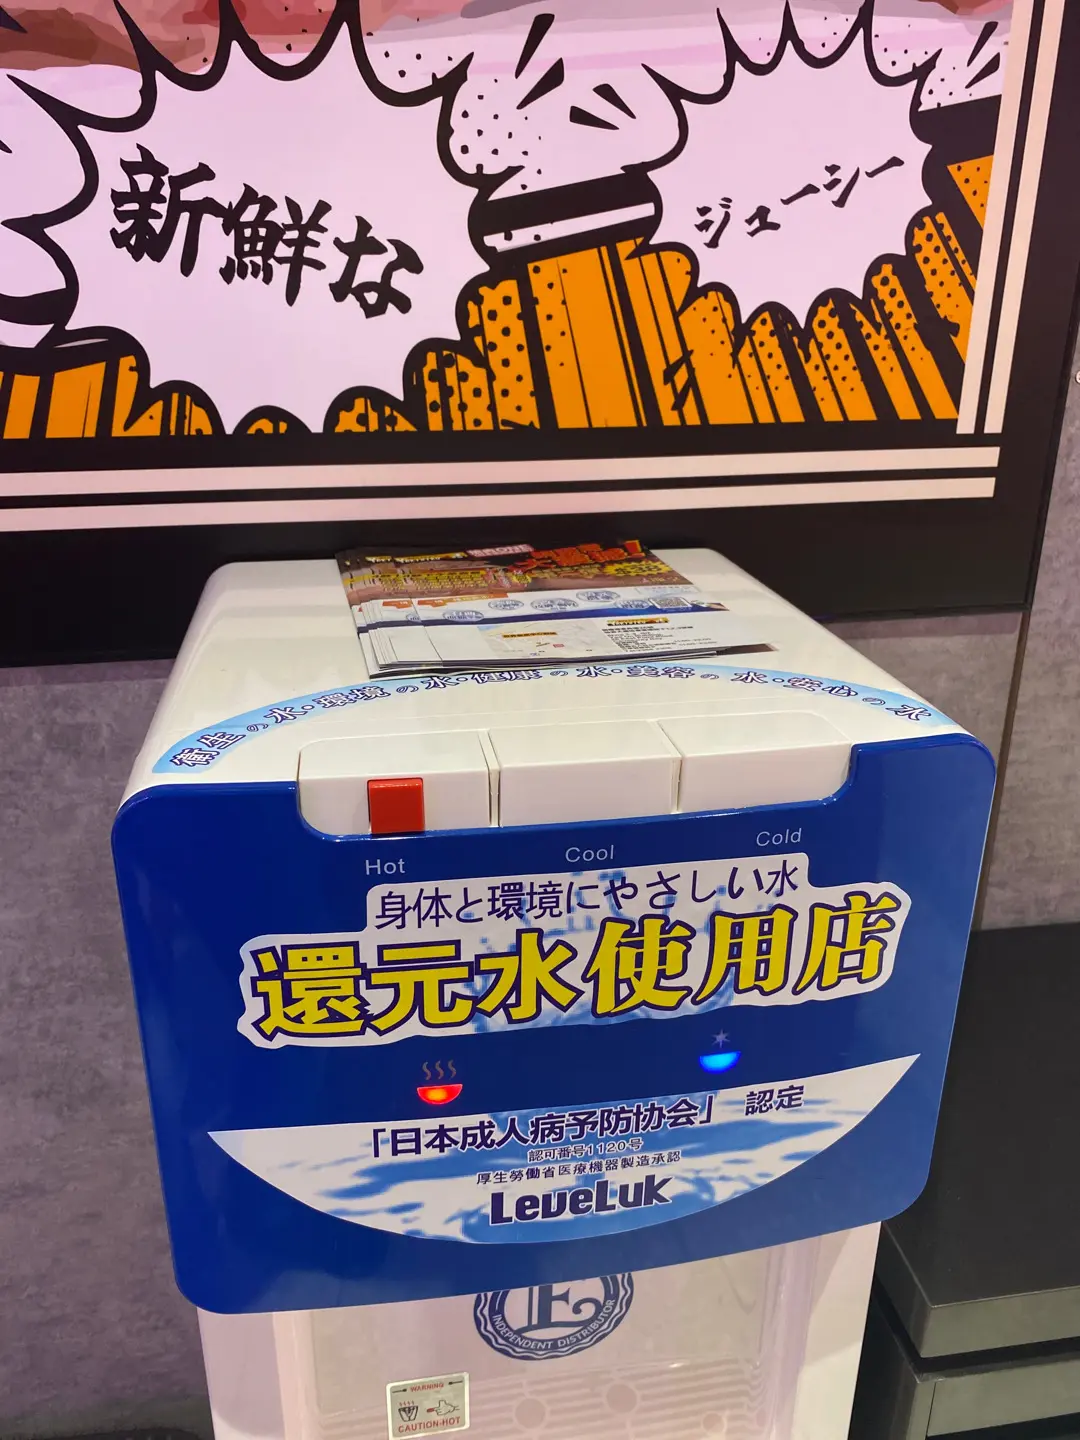 新鮮な
ジューシー
衛生の水・環境の水・健康の水・美容の水・安心の水
Hot
Cool
Cold
身体と環境にやさしい水
還元水使用店
「日本成人病予防协会」 認定
認可番号1120号
厚生勞働省医療機器製造承認
LeveLuk
E
INDEPENDENT DISTRIBUTOR
WARNING
CAUTION-HOT